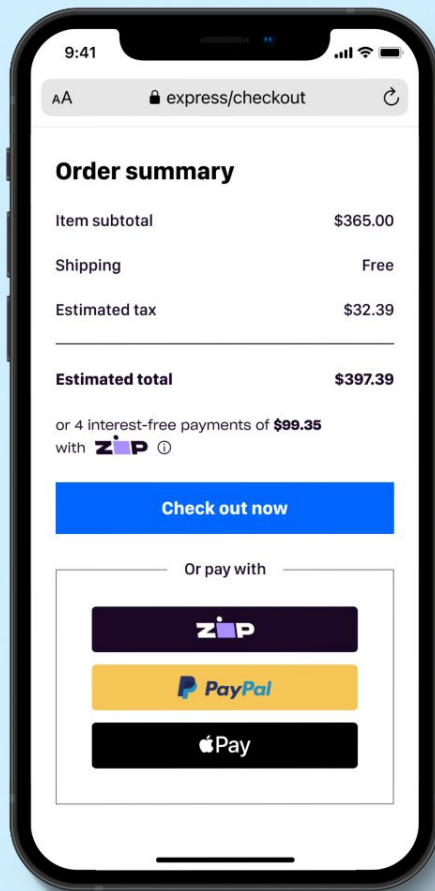 9:41
AA express/checkout
Order summary
Item subtotal $365.00
Shipping Free
Estimated tax $32.39
Estimated total $397.39
or 4 interest-free payments of $99.35
with ZIP
Check out now
Or pay with
ZIP
PayPal
Pay